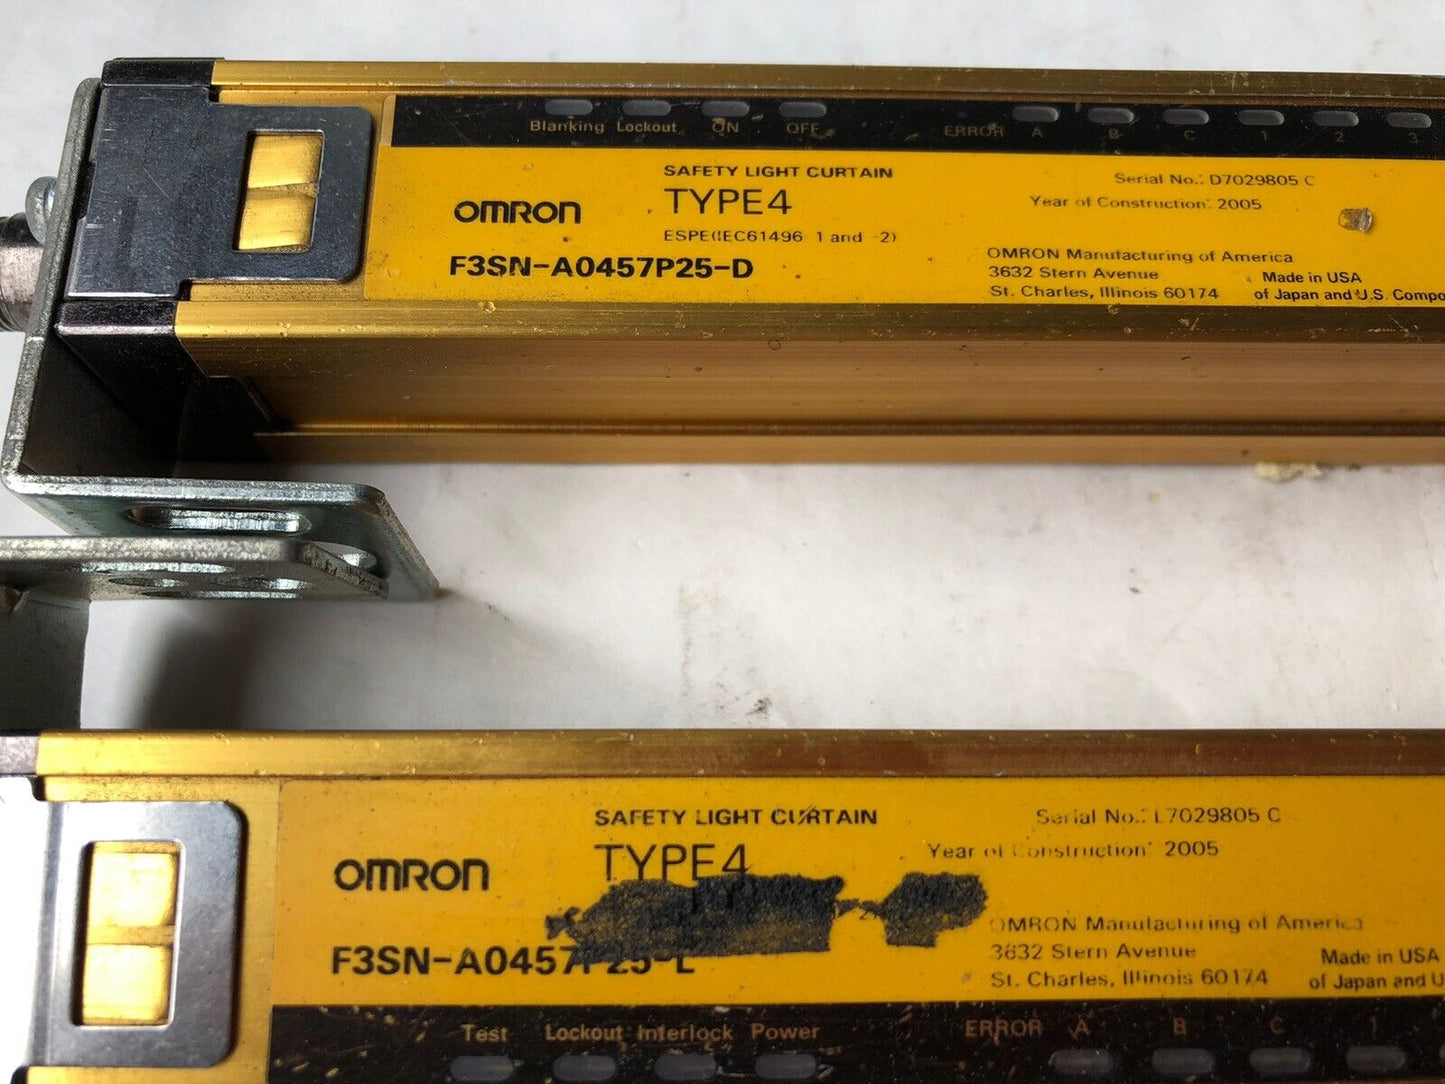 Blanking Lockout ON OFF ERROR A B C 1 2 3
SAFETY LIGHT CURTAIN
TYPE4
OMRON
ESPE(IEC61496 1 and -2)
F3SN-A0457P25-D
Serial No.: D7029805 C
Year of Construction: 2005
OMRON Manufacturing of America
3632 Stern Avenue
St. Charles, Illinois 60174
Made in USA
of Japan and U.S. Compo
SAFETY LIGHT CURTAIN
TYPE4
OMRON
F3SN-A0457P25-L
Serial No.: L7029805 C
Year of Construction: 2005
OMRON Manufacturing of America
3632 Stern Avenue
St. Charles, Illinois 60174
Made in USA
of Japan and U
Test Lockout Interlock Power ERROR A B C 1